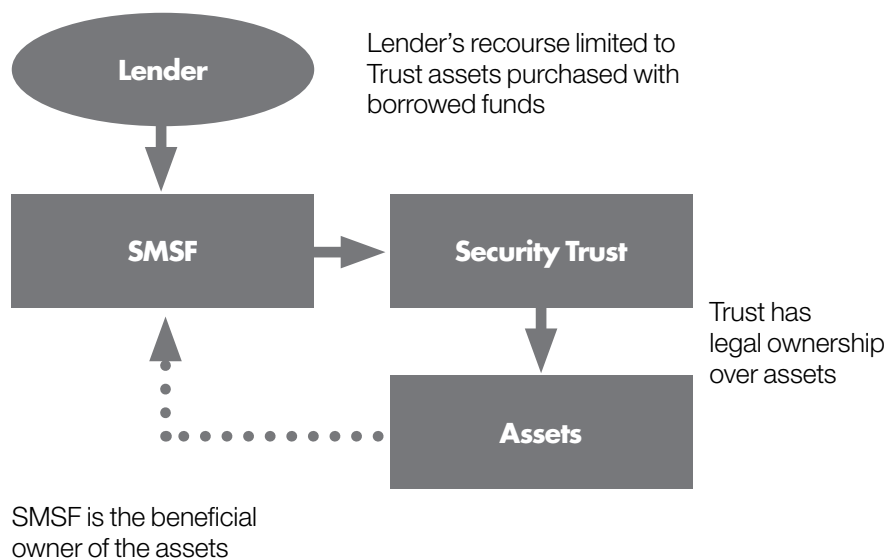 Lender
Lender’s recourse limited to
Trust assets purchased with
borrowed funds
SMSF
Security Trust
Trust has
legal ownership
over assets
Assets
SMSF is the beneficial
owner of the assets